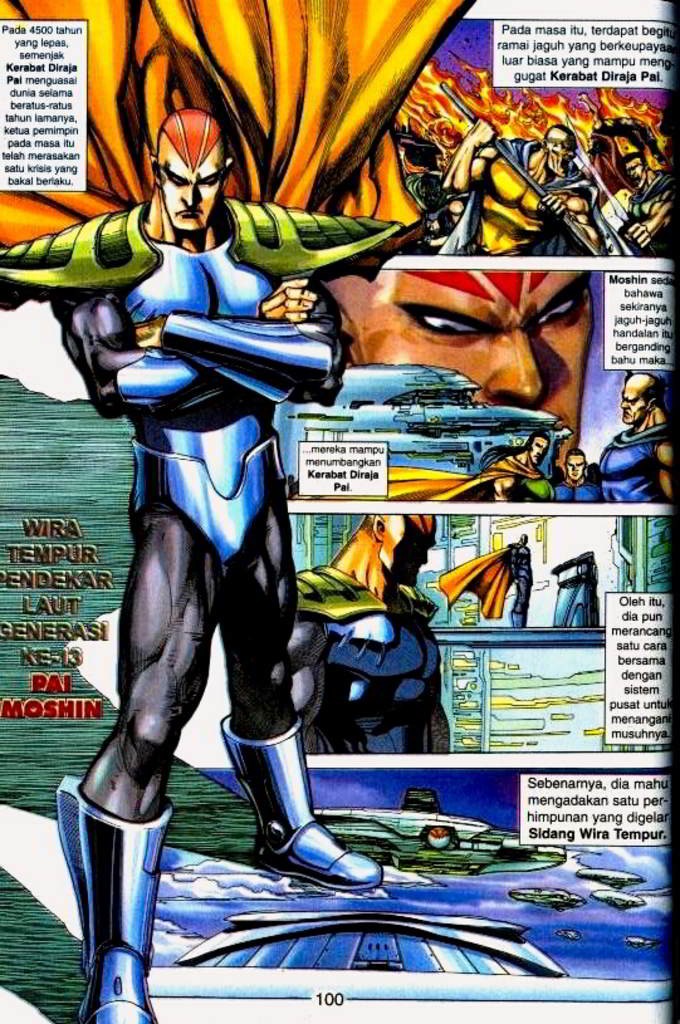 Pada 4500 tahun
yang lepas,
semenjak
Kerabat Diraja
Pai menguasai
dunia selama
beratus-ratus
tahun lamanya,
ketua pemimpin
pada masa itu
telah merasakan
satu krisis yang
bakal berlaku.
Pada masa itu, terdapat begitu
ramai jaguh yang berkeupayaan
luar biasa yang mampu meng-
gugat Kerabat Diraja Pai.
Moshin sedar
bahawa
sekiranya
jaguh-jaguh
handalan itu
berganding
bahu maka...
...mereka mampu
menumbangkan
Kerabat Diraja
Pai.
WIRA
TEMPUR
PENDEKAR
LAUT
GENERASI
KE-13
PAI
MOSHIN
Oleh itu,
dia pun
merancang
satu cara
bersama
dengan
sistem
pusat untuk
menangani
musuhnya.
Sebenarnya, dia mahu
mengadakan satu per-
himpunan yang digelar
Sidang Wira Tempur.
100